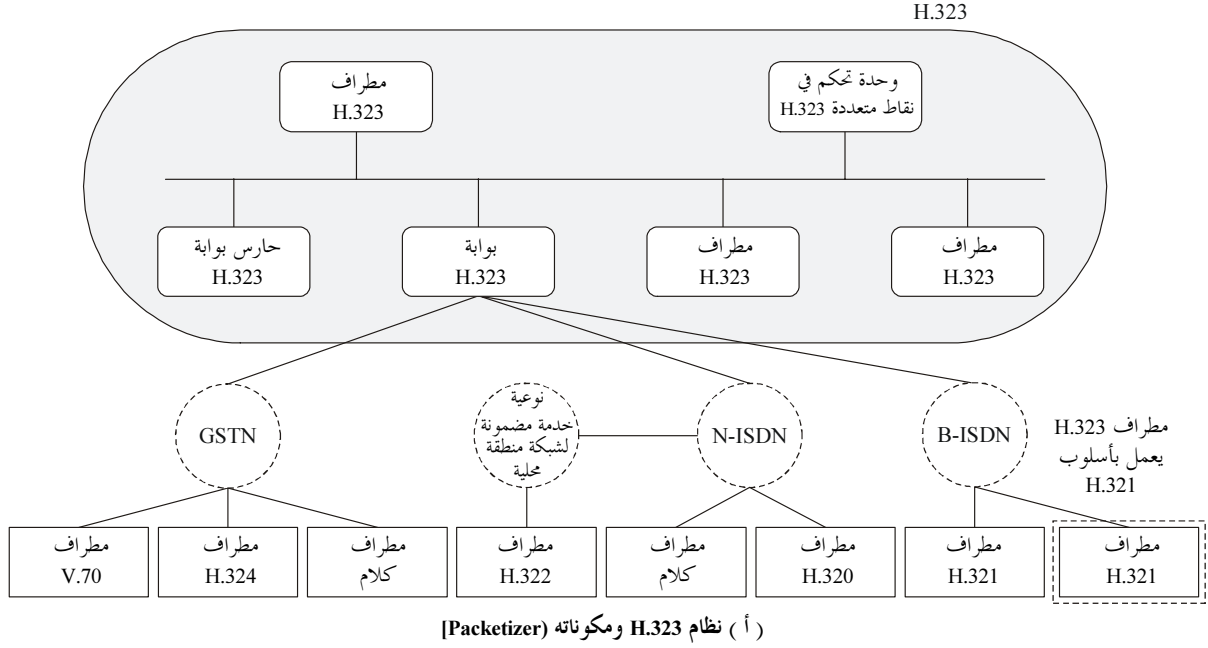 H.323
مطراف
H.323
وحدة تحكم في
نقاط متعددة H.323
حارس بوابة
H.323
بوابة
H.323
مطراف
H.323
مطراف
H.323
GSTN
نوعية
خدمة مضمونة
لشبكة منطقة
محلية
N-ISDN
B-ISDN
مطراف H.323
يعمل بأسلوب
H.321
مطراف
V.70
مطراف
H.324
مطراف
كلام
مطراف
H.322
مطراف
كلام
مطراف
H.320
مطراف
H.321
مطراف
H.321
( أ ) نظام H.323 ومكوناته (Packetizer]